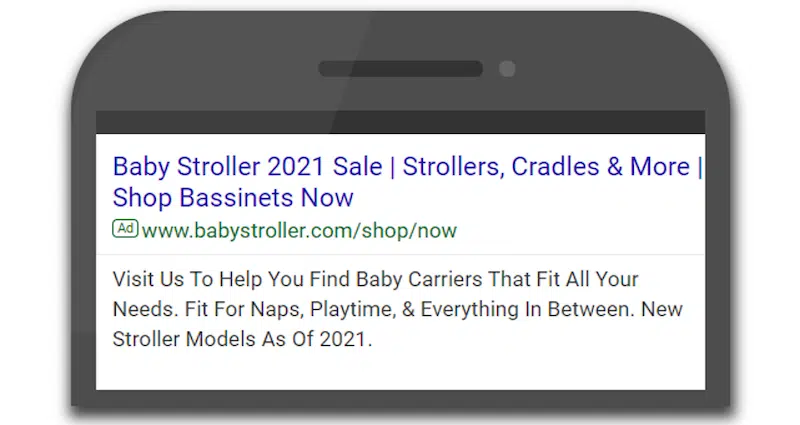 Baby Stroller 2021 Sale | Strollers, Cradles & More |
Shop Bassinets Now
Ad www.babystroller.com/shop/now
Visit Us To Help You Find Baby Carriers That Fit All Your
Needs. Fit For Naps, Playtime, & Everything In Between. New
Stroller Models As Of 2021.